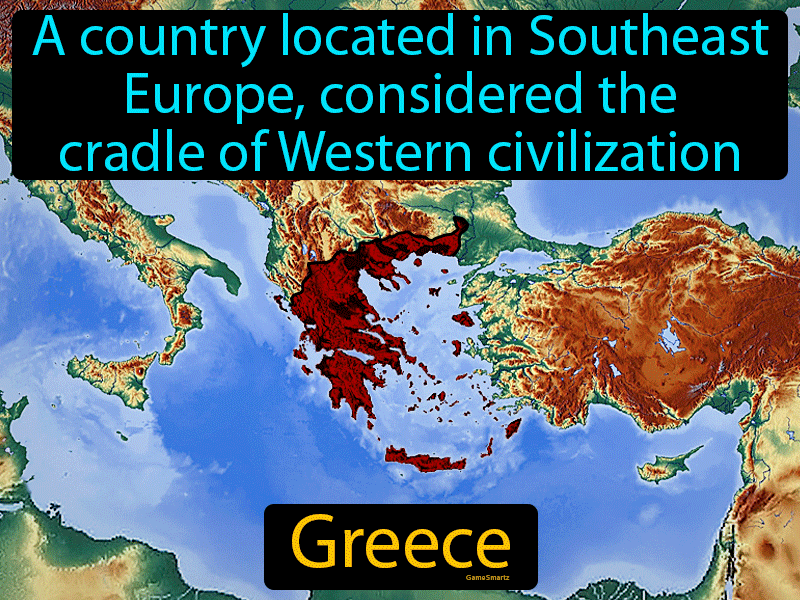 A country located in Southeast
Europe, considered the
cradle of Western civilization
Greece
GameSmartz